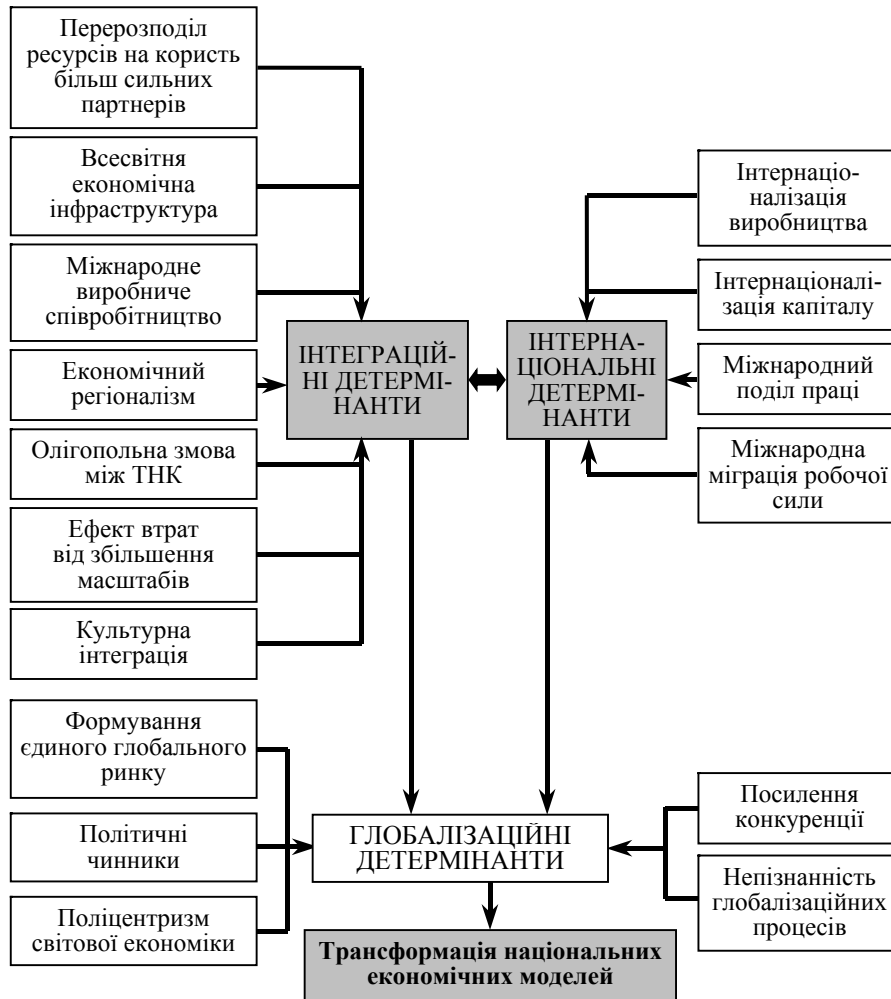 Перерозподіл
ресурсів на користь
більш сильних
партнерів
Всесвітня
економічна
інфраструктура
Міжнародне
виробниче
співробітництво
Економічний
регіоналізм
Олігопольна змова
між ТНК
Ефект втрат
від збільшення
масштабів
Культурна
інтеграція
ІНТЕГРАЦІЙ-
НІ ДЕТЕРМІ-
НАНТИ
ІНТЕРНА-
ЦІОНАЛЬНІ
ДЕТЕРМІ-
НАНТИ
Інтернаціо-
налізація
виробництва
Інтернаціоналі-
зація капіталу
Міжнародний
поділ праці
Міжнародна
міграція робочої
сили
Формування
єдиного глобального
ринку
Політичні
чинники
Поліцентризм
світової економіки
ГЛОБАЛІЗАЦІЙНІ
ДЕТЕРМІНАНТИ
Посилення
конкуренції
Непізнанність
глобалізаційних
процесів
Трансформація національних
економічних моделей